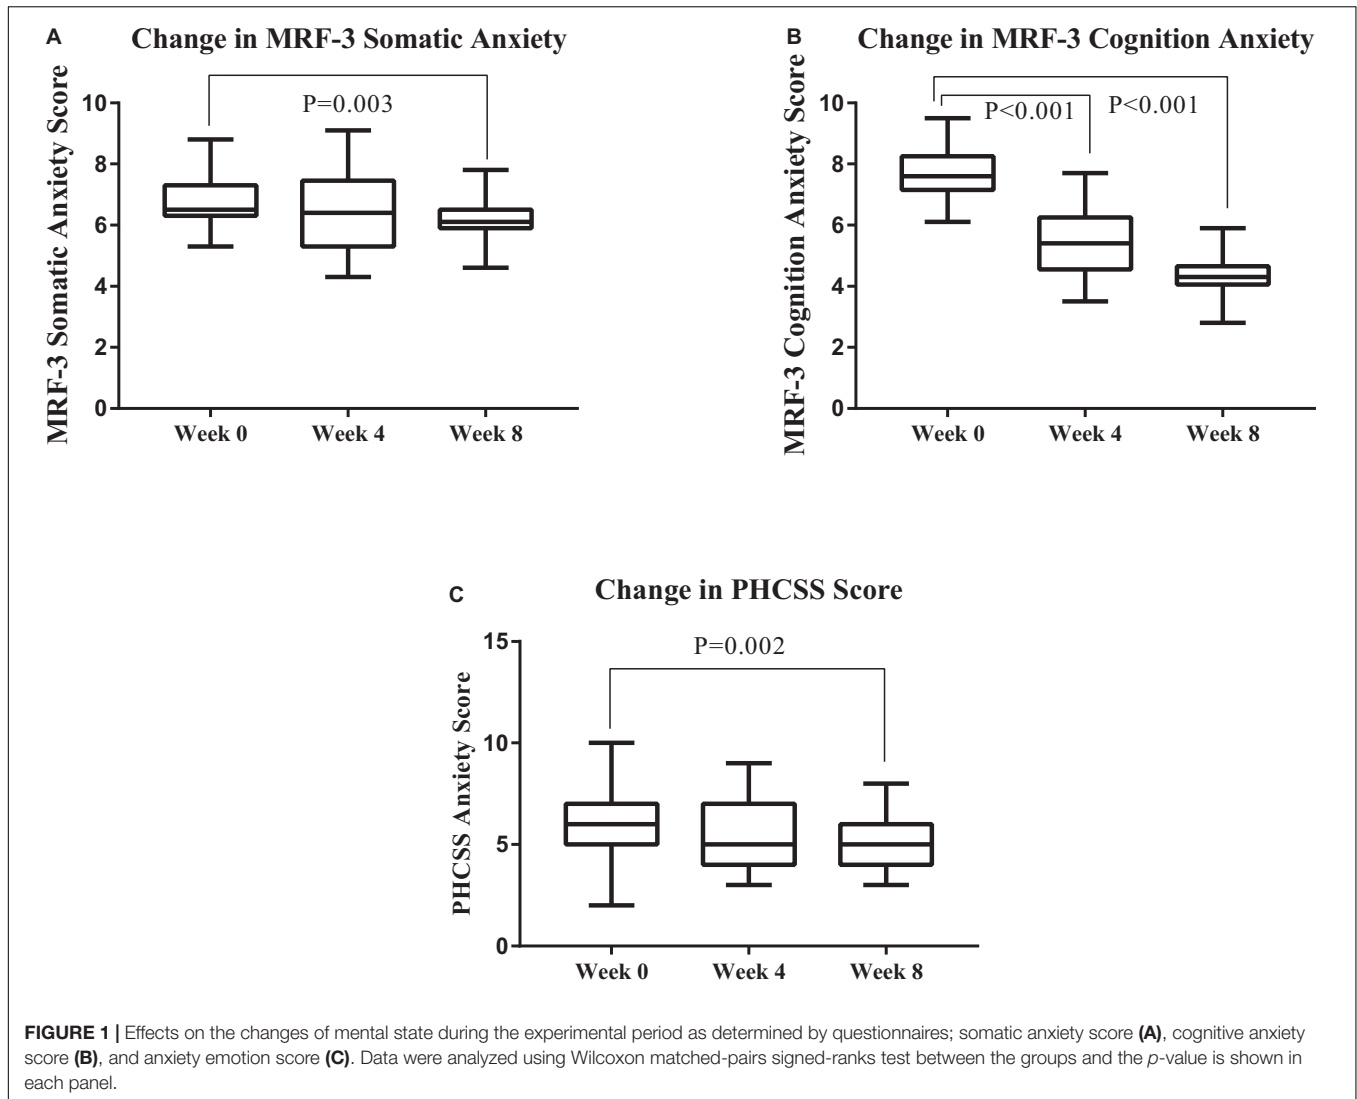 A
Change in MRF-3 Somatic Anxiety
MRF-3 Somatic Anxiety Score
P=0.003
10
8
6
4
2
0
Week 0 Week 4 Week 8
B
Change in MRF-3 Cognition Anxiety
MRF-3 Cognition Anxiety Score
P<0.001 P<0.001
10
8
6
4
2
0
Week 0 Week 4 Week 8
C
Change in PHCSS Score
PHCSS Anxiety Score
P=0.002
15
10
5
0
Week 0 Week 4 Week 8
FIGURE 1 | Effects on the changes of mental state during the experimental period as determined by questionnaires; somatic anxiety score (A), cognitive anxiety
score (B), and anxiety emotion score (C). Data were analyzed using Wilcoxon matched-pairs signed-ranks test between the groups and the p-value is shown in
each panel.